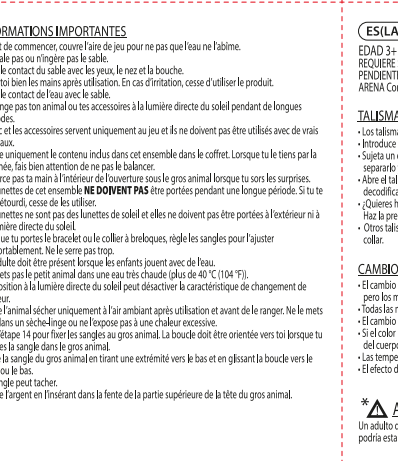 ORMATIONS IMPORTANTES
t de commencer, couvre l'aire de jeu pour ne pas que l'eau ne l'abîme.
ale pas ou n'ingère pas le sable.
le contact du sable avec les yeux, le nez et la bouche.
toi bien les mains après utilisation. En cas d'irritation, cesse d'utiliser le produit.
le contact de l'eau avec le sable.
nge pas ton animal ou tes accessoires à la lumière directe du soleil pendant de longues
des.
c et les accessoires servent uniquement au jeu et ils ne doivent pas être utilisés avec de vrais
aux.
e uniquement le contenu inclus dans cet ensemble dans le coffret. Lorsque tu le tiens par la
née, fais bien attention de ne pas le balancer.
rce pas ta main à l'intérieur de l'ouverture sous le gros animal lorsque tu sors les surprises.
unettes de cet ensemble NE DOIVENT PAS être portées pendant une longue période. Si tu te
étourdi, cesse de les utiliser.
unettes ne sont pas des lunettes de soleil et elles ne doivent pas être portées à l'extérieur ni à
mière directe du soleil.
que tu portes le bracelet ou le collier à breloques, règle les sangles pour l'ajuster
ortablement. Ne le serre pas trop.
dulte doit être présent lorsque les enfants jouent avec de l'eau.
ets pas le petit animal dans une eau très chaude (plus de 40 °C (104 °F)).
osition à la lumière directe du soleil peut désactiver la caractéristique de changement de
eur.
e l'animal sécher uniquement à l'air ambiant après utilisation et avant de le ranger. Ne le mets
dans un sèche-linge ou ne l'expose pas à une chaleur excessive.
l'étape 14 pour fixer les sangles au gros animal. La boucle doit être orientée vers toi lorsque tu
es la sangle dans le gros animal.
e la sangle du gros animal en tirant une extrémité vers le bas et en glissant la boucle vers le
ou le bas.
ngle peut tacher.
e l'argent en l'insérant dans la fente de la partie supérieure de la tête du gros animal.
ES(LA
EDAD 3+
REQUIERE
PENDIENT
ARENA Co
TALISMA
• Los talisma
• Introduce
• Sujeta un
separarlo
• Abre el tal
decodifica
• ¿Quieres h
Haz la pre
• Otros talis
collar.
CAMBIO
• El cambio
pero los m
• Todas las
• El cambio
• Si el color
del cuerpo
• Las tempe
• El efecto d
* A
Un adulto
podría esta